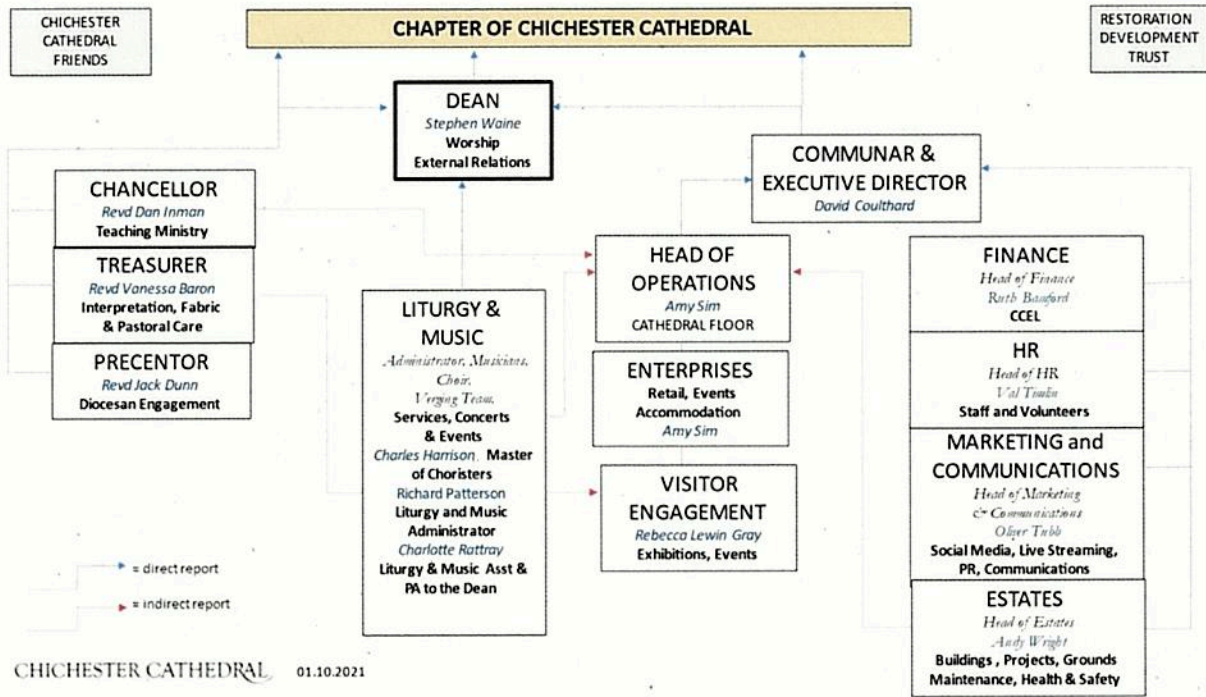 CHICHESTER
CATHEDRAL
FRIENDS
CHAPTER OF CHICHESTER CATHEDRAL
RESTORATION
DEVELOPMENT
TRUST
DEAN
Stephen Waine
Worship
External Relations
COMMUNAR &
EXECUTIVE DIRECTOR
David Coulthard
CHANCELLOR
Revd Dan Inman
Teaching Ministry
TREASURER
Revd Vanessa Baron
Interpretation, Fabric
& Pastoral Care
PRECENTOR
Revd Jack Dunn
Diocesan Engagement
LITURGY &
MUSIC
Administrator, Musicians,
Choir,
Verging Team,
Services, Concerts
& Events
Charles Harrison, Master
of Choristers
Richard Patterson
Liturgy and Music
Administrator
Charlotte Rattray
Liturgy & Music Asst &
PA to the Dean
HEAD OF
OPERATIONS
Amy Sim
CATHEDRAL FLOOR
ENTERPRISES
Retail, Events
Accommodation
Amy Sim
VISITOR
ENGAGEMENT
Rebecca Lewin Gray
Exhibitions, Events
FINANCE
Head of Finance
Ruth
CCEL
HR
Head of HR
Val
Staff and Volunteers
MARKETING and
COMMUNICATIONS
Head of Marketing
& Communications
Oliver Tubb
Social Media, Live Streaming,
PR, Communications
ESTATES
Head of Estates
Andy Wright
Buildings , Projects, Grounds
Maintenance, Health & Safety
= direct report
= indirect report
CHICHESTER CATHEDRAL 01.10.2021